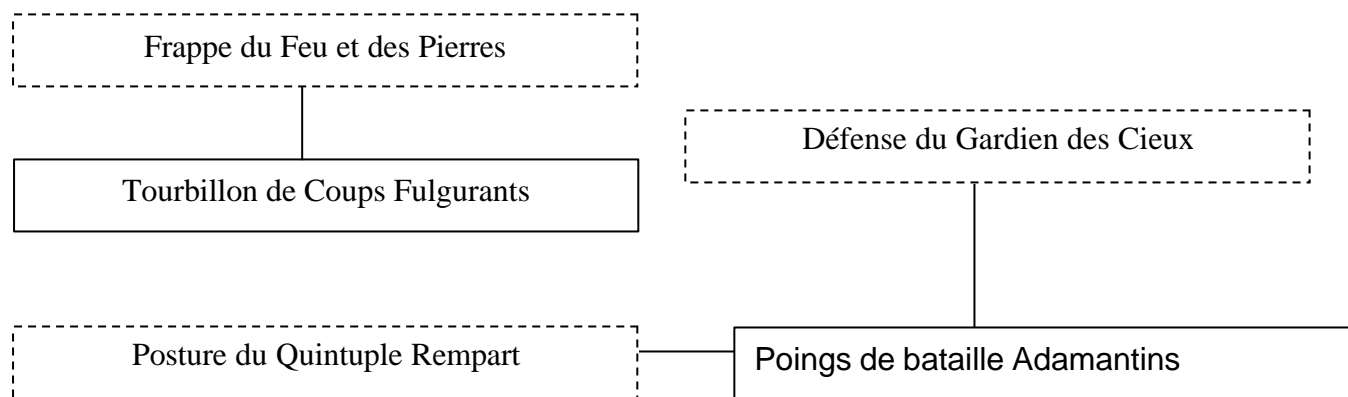 Frappe du Feu et des Pierres
Défense du Gardien des Cieux
Tourbillon de Coups Fulgurants
Posture du Quintuple Rempart
Poings de bataille Adamantins